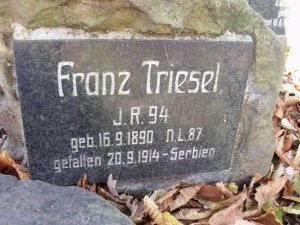 Franz Triesel
J.R. 94
geb. 16.9.1890 N.L. 87
gefallen 20.9.1914 - Serbien